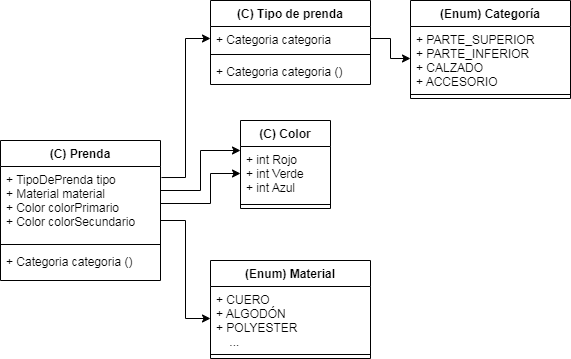 (C) Tipo de prenda
+ Categoria categoria
+ Categoria categoria ()
(Enum) Categoría
+ PARTE_SUPERIOR
+ PARTE_INFERIOR
+ CALZADO
+ ACCESORIO
(C) Prenda
+ TipoDePrenda tipo
+ Material material
+ Color colorPrimario
+ Color colorSecundario
+ Categoria categoria ()
(C) Color
+ int Rojo
+ int Verde
+ int Azul
(Enum) Material
+ CUERO
+ ALGODÓN
+ POLYESTER
...